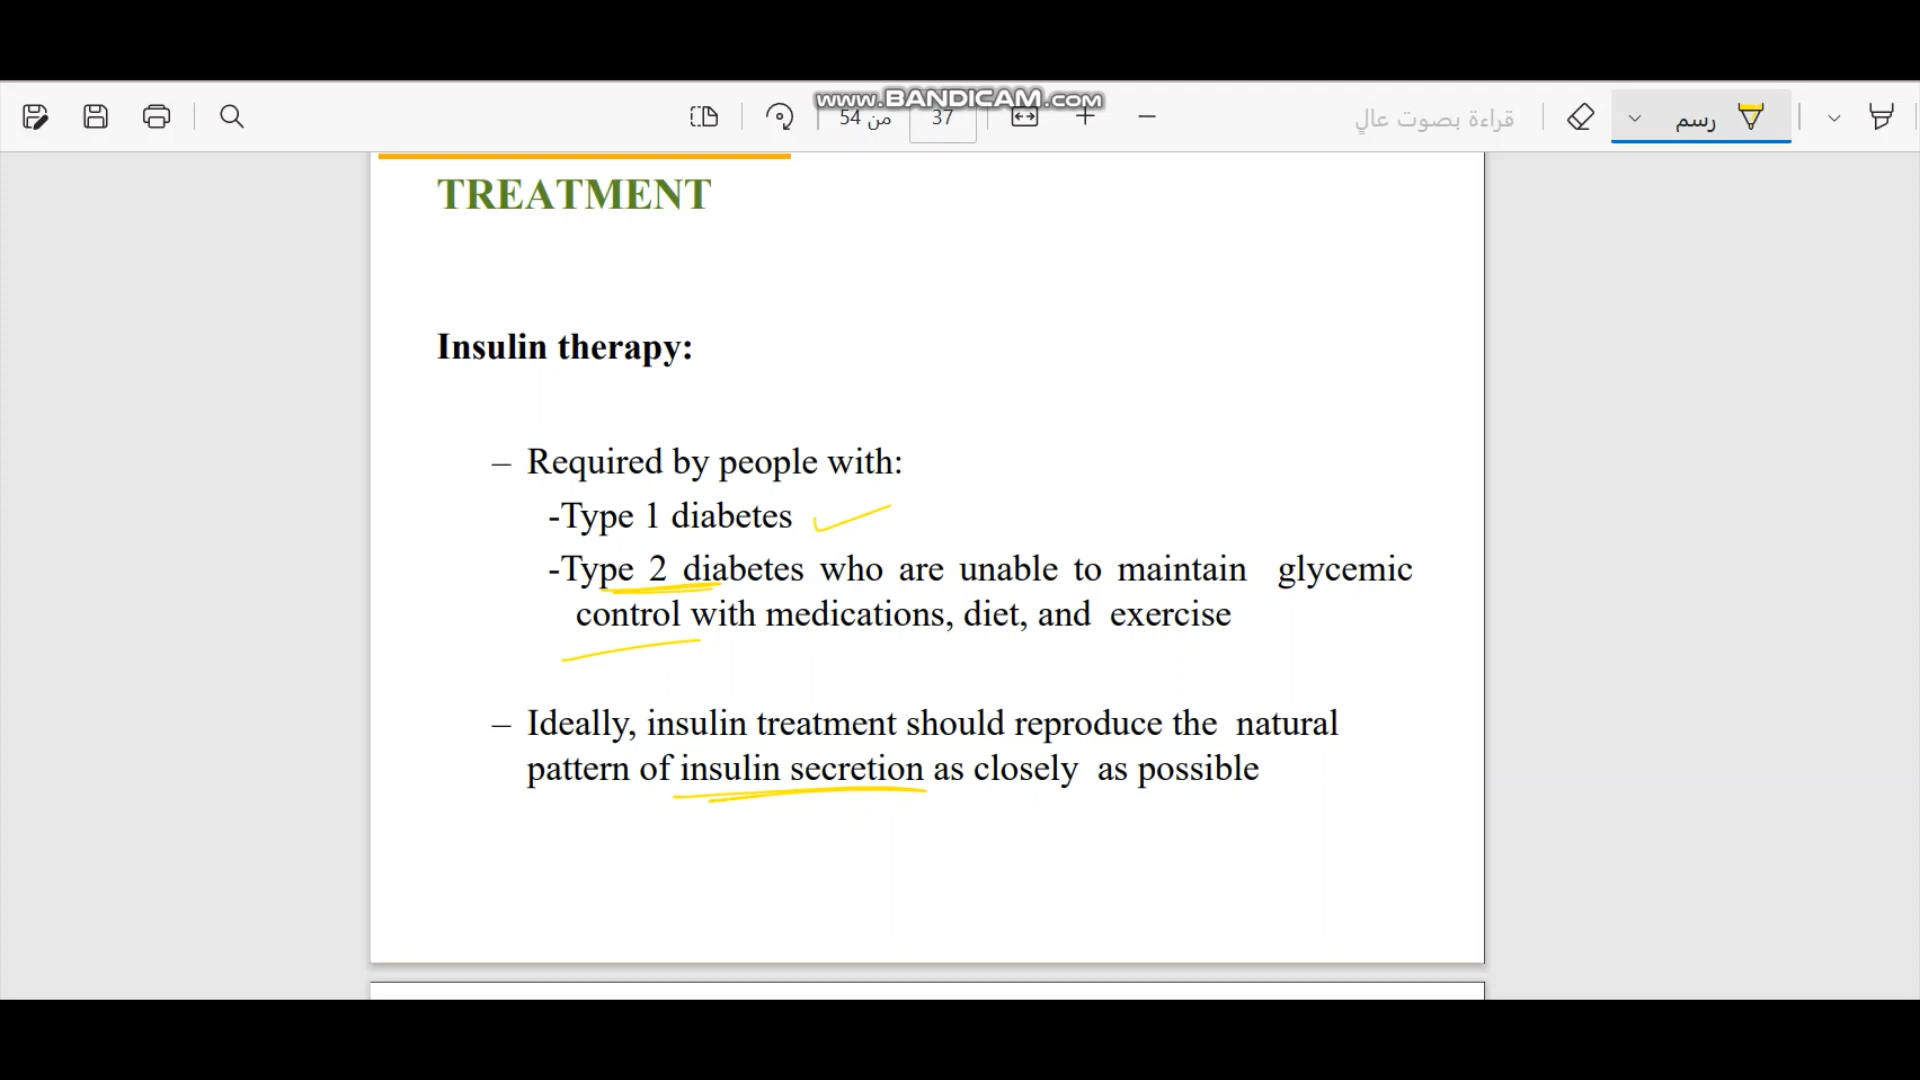 www.BANDICAM.com
من 54
37
قراءة بصوت عالٍ
رسم
TREATMENT
Insulin therapy:
– Required by people with:
-Type 1 diabetes
-Type 2 diabetes who are unable to maintain glycemic
control with medications, diet, and exercise
– Ideally, insulin treatment should reproduce the natural
pattern of insulin secretion as closely as possible